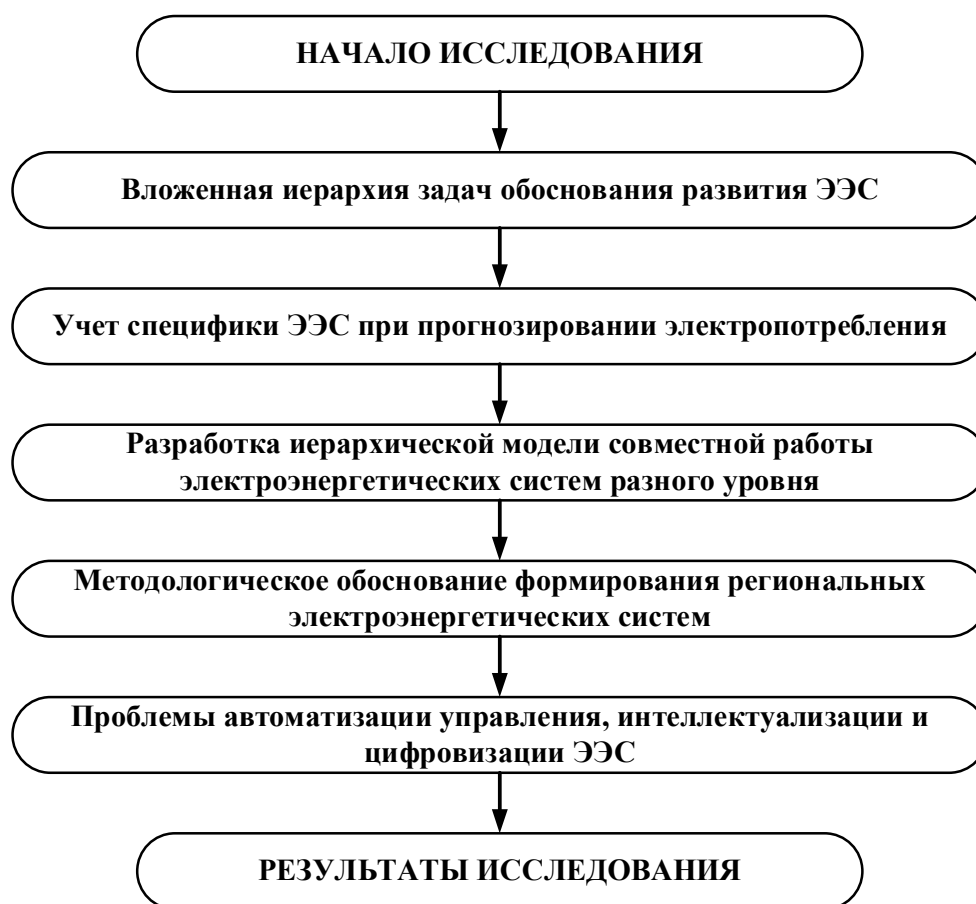 НАЧАЛО ИССЛЕДОВАНИЯ
Вложенная иерархия задач обоснования развития ЭЭС
Учет специфики ЭЭС при прогнозировании электропотребления
Разработка иерархической модели совместной работы
электроэнергетических систем разного уровня
Методологическое обоснование формирования региональных
электроэнергетических систем
Проблемы автоматизации управления, интеллектуализации и
цифровизации ЭЭС
РЕЗУЛЬТАТЫ ИССЛЕДОВАНИЯ